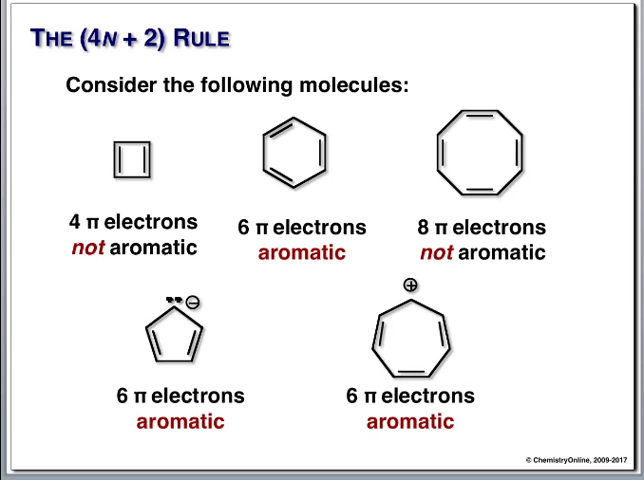 THE (4N + 2) RULE
Consider the following molecules:
4 π electrons
not aromatic
6 π electrons
aromatic
8 π electrons
not aromatic
⊕
⊖
6 π electrons
aromatic
6 π electrons
aromatic
© ChemistryOnline, 2009-2017